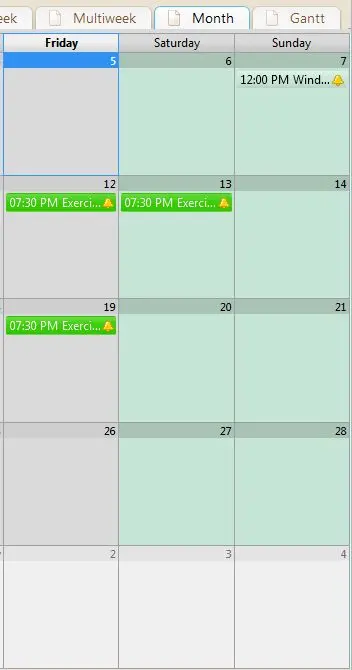 eek Multiweek Month Gantt
Friday Saturday Sunday
5 6 7
12:00 PM Wind...
12 13 14
07:30 PM Exerci... 07:30 PM Exerci...
19 20 21
07:30 PM Exerci...
26 27 28
2 3 4